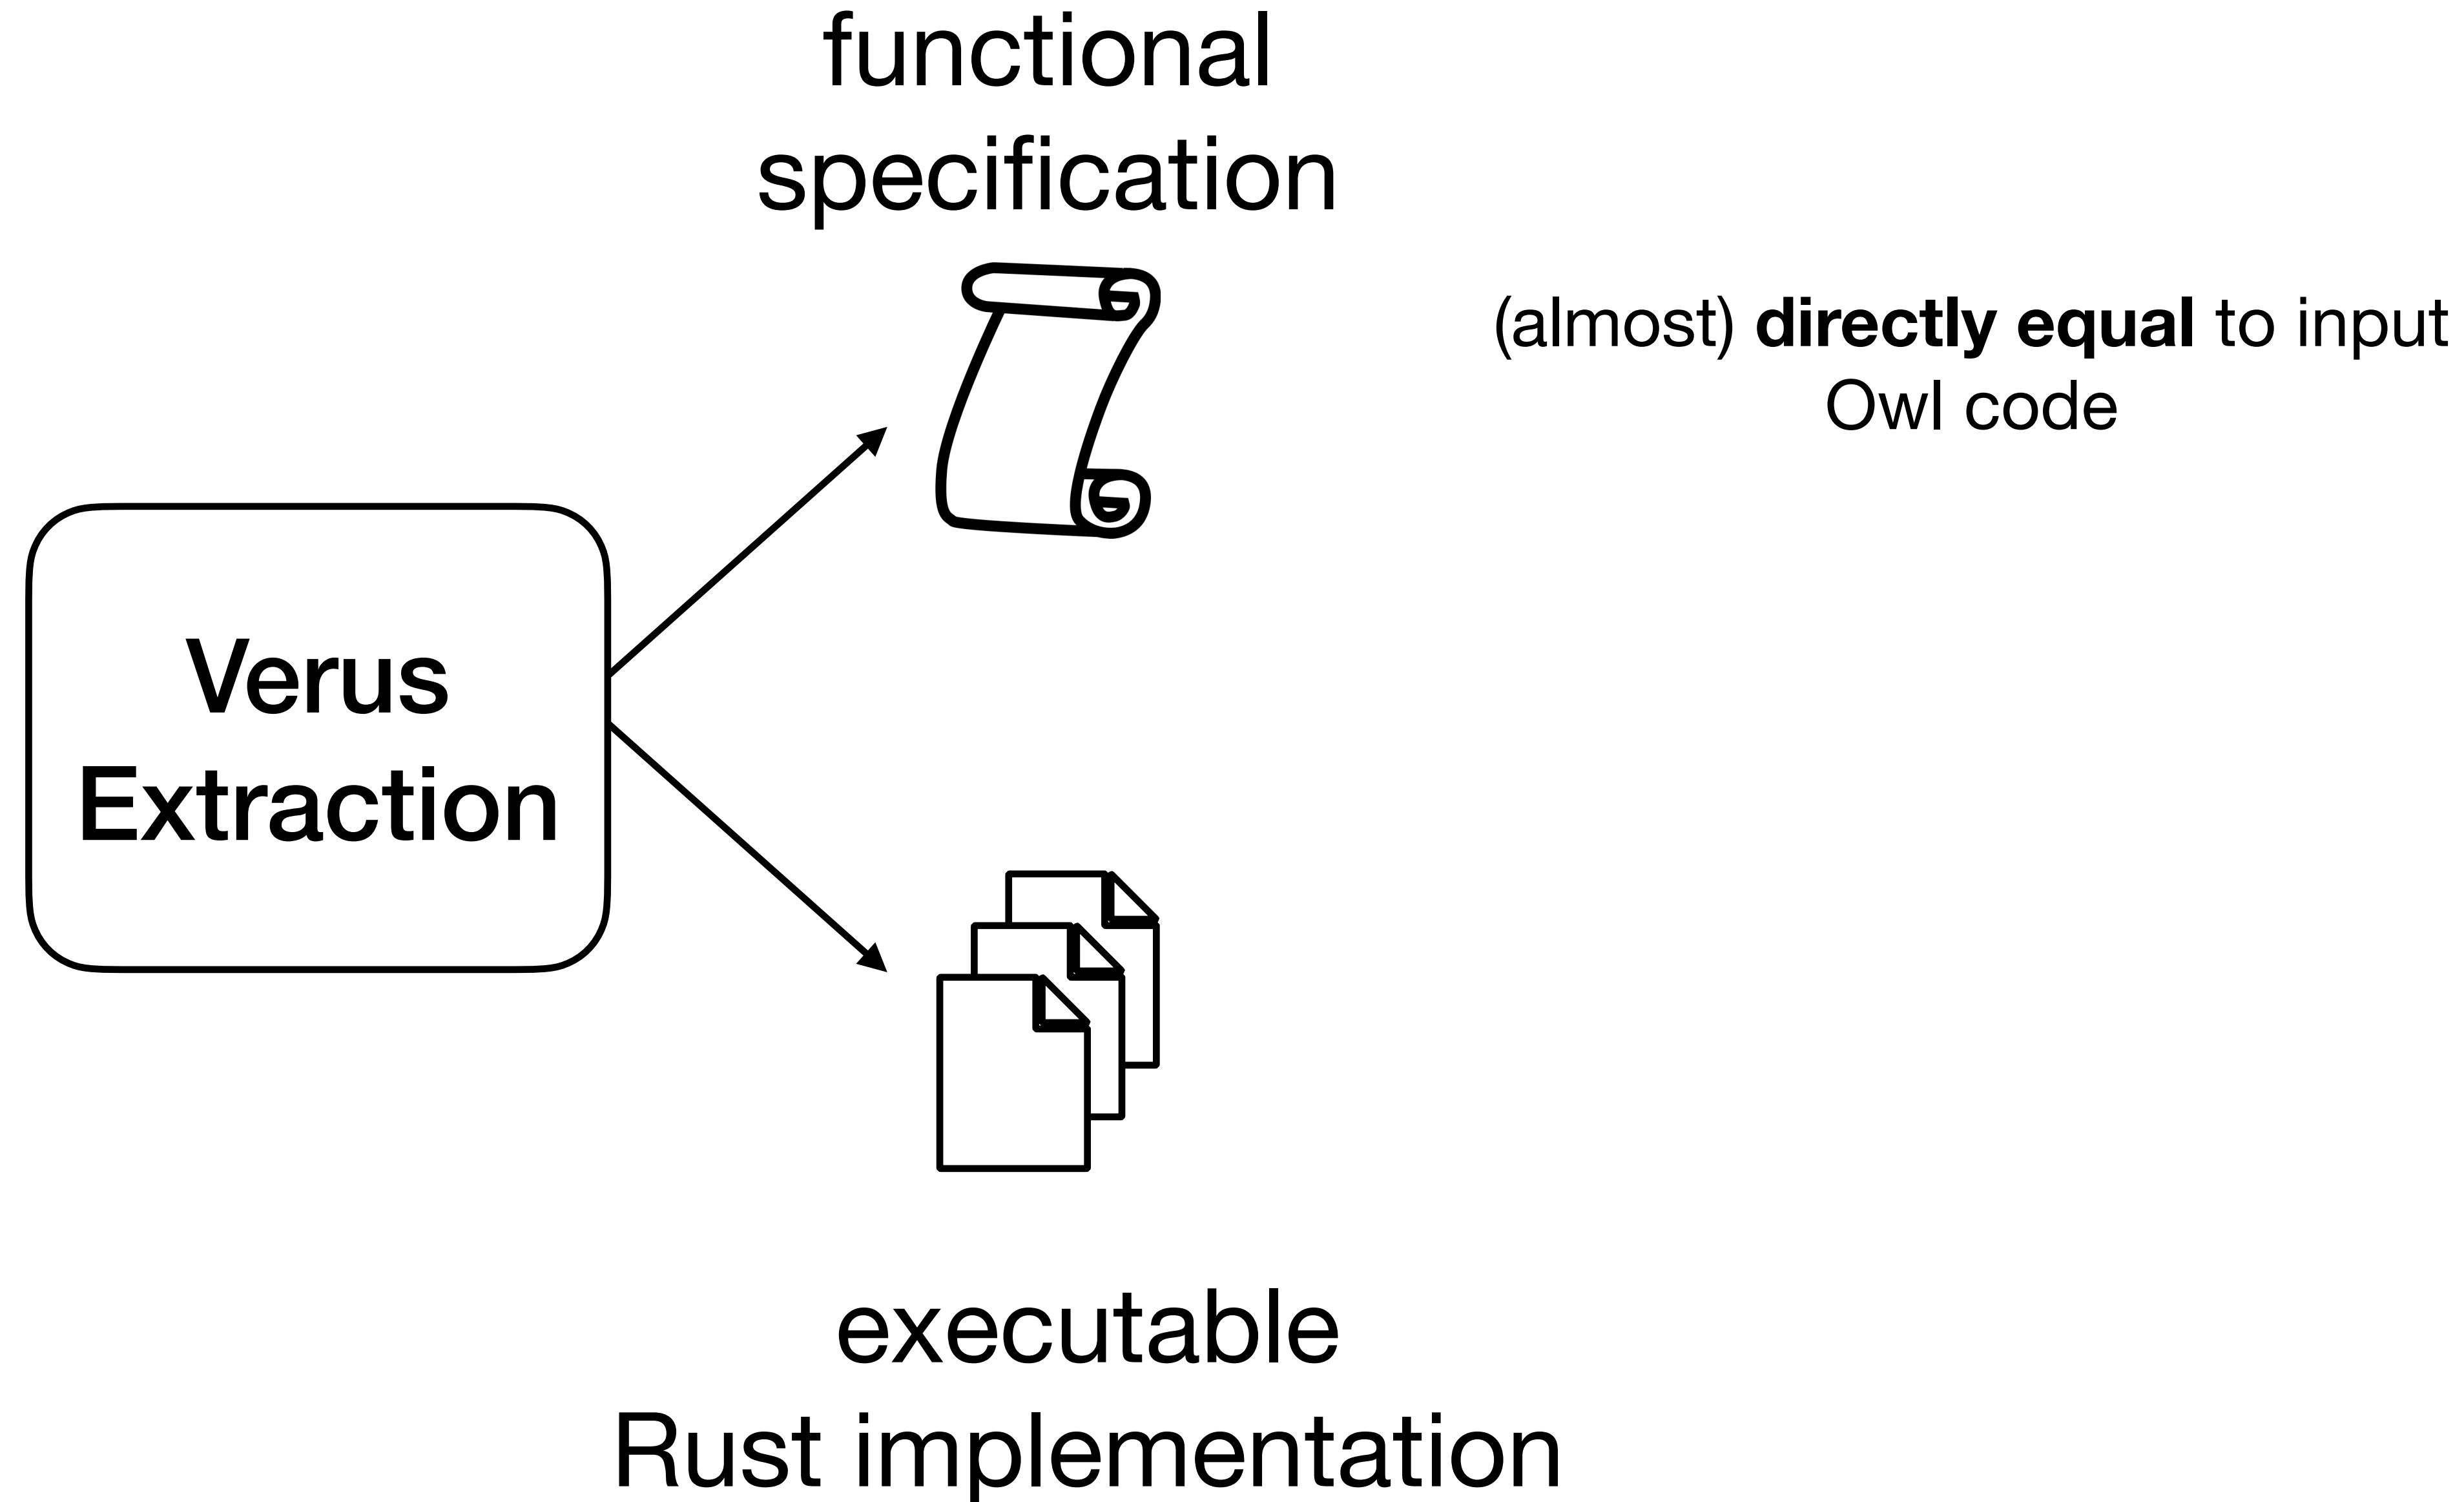 functional
specification
(almost) directly equal to input
Owl code
Verus
Extraction
executable
Rust implementation